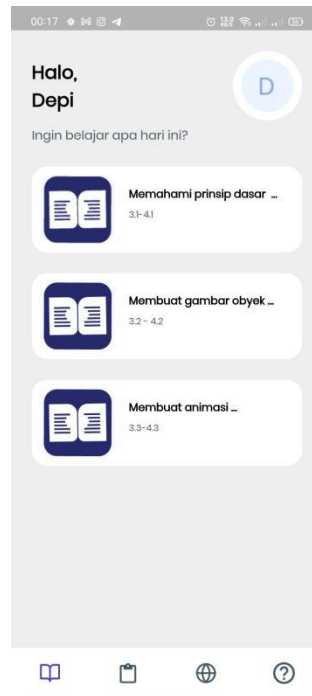 00:17
Halo,
Depi
D
Ingin belajar apa hari ini?
Memahami prinsip dasar ...
3.1-4.1
Membuat gambar obyek ...
3.2 - 4.2
Membuat animasi ...
3.3-4.3